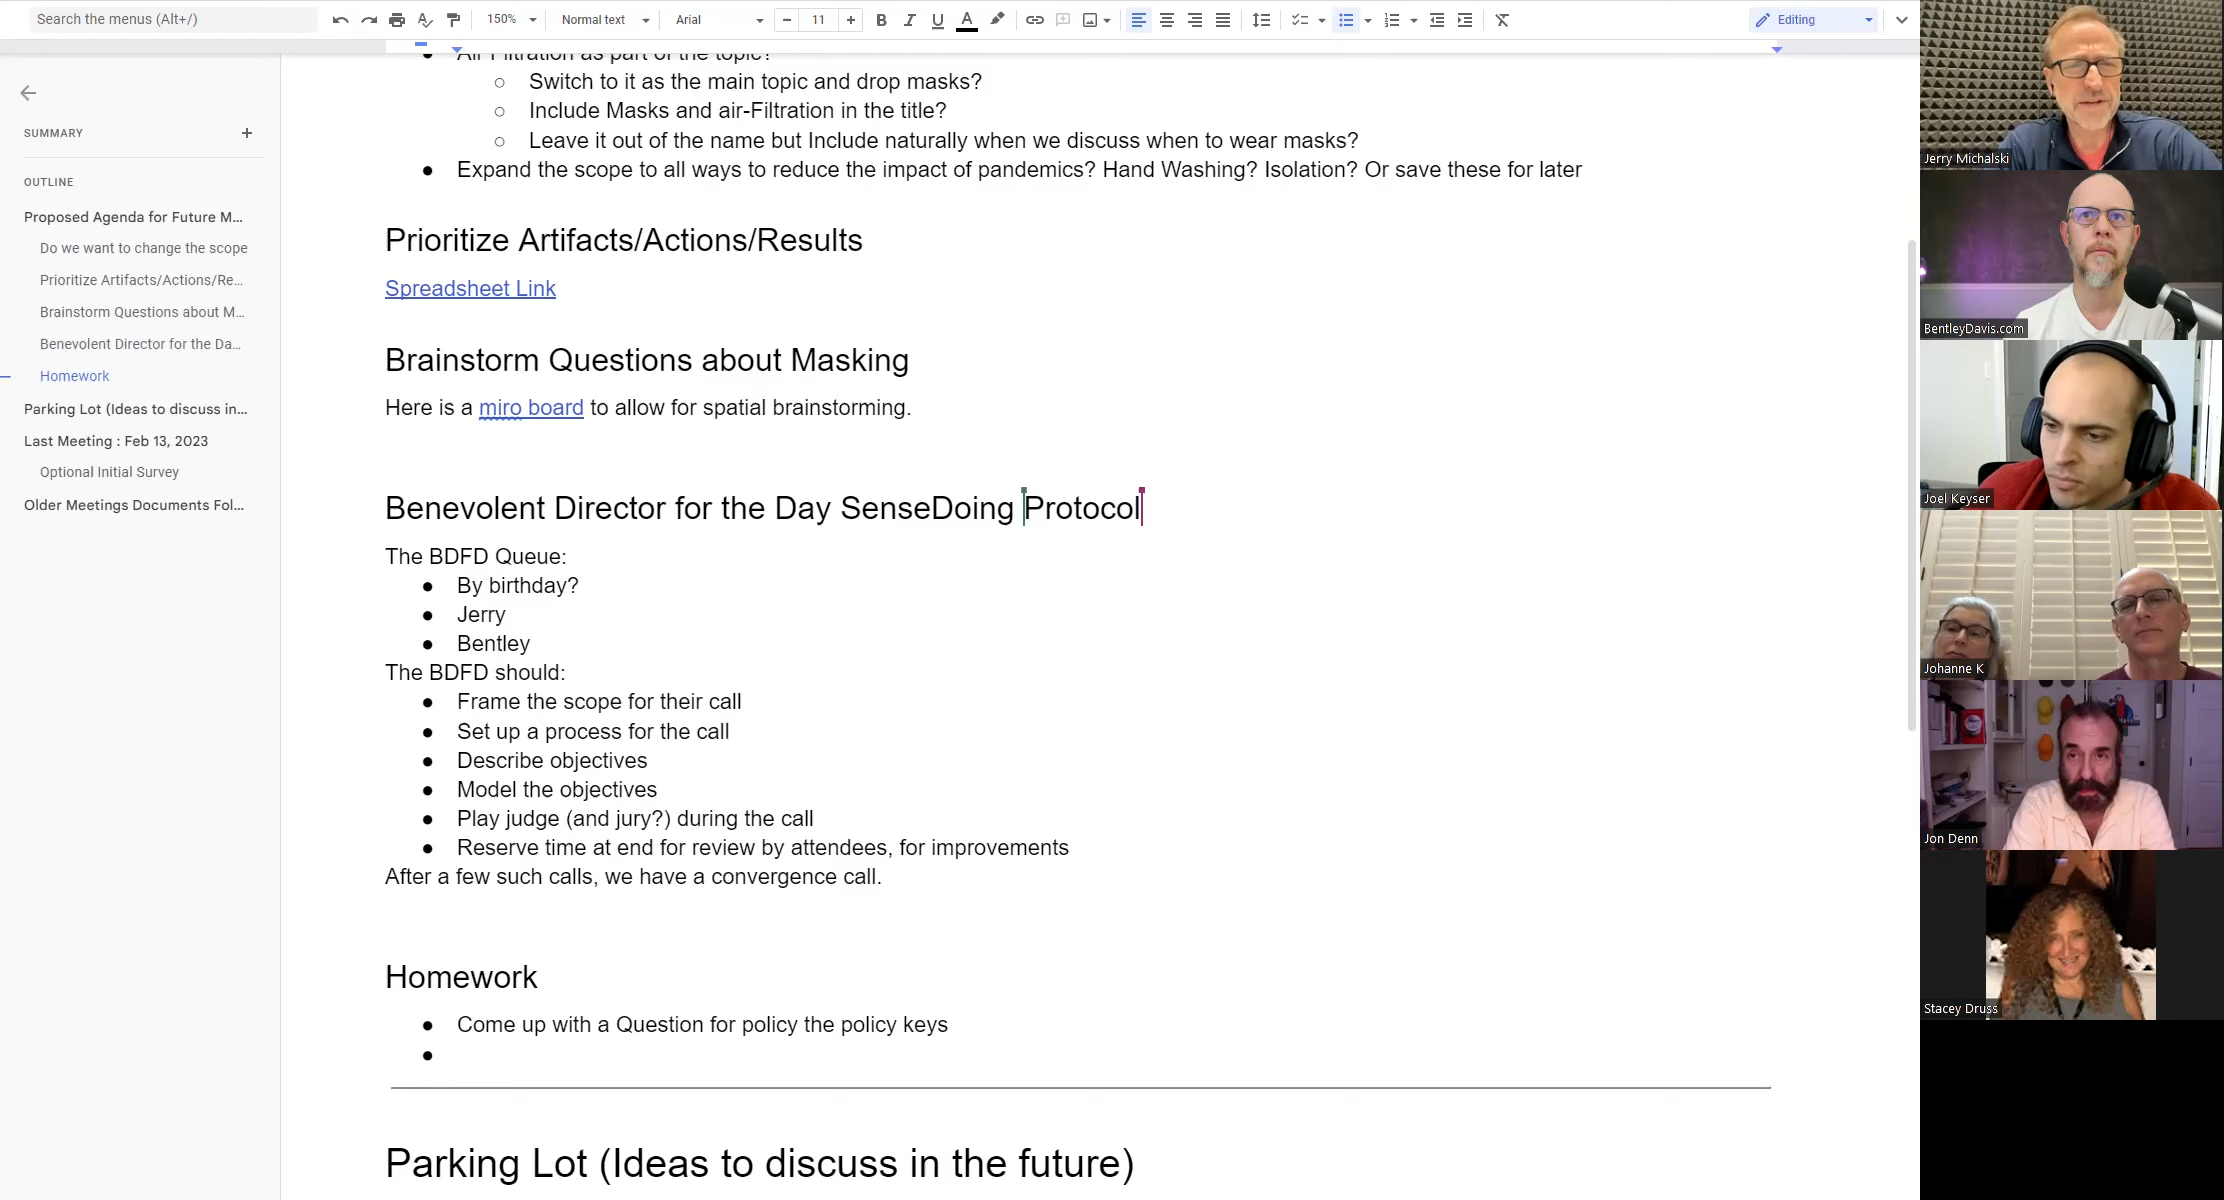 Search the menus (Alt+/)
150%
Normal text
Arial
11
Editing
Air Filtration as part of the topic?
Switch to it as the main topic and drop masks?
Include Masks and air-Filtration in the title?
Leave it out of the name but Include naturally when we discuss when to wear masks?
Expand the scope to all ways to reduce the impact of pandemics? Hand Washing? Isolation? Or save these for later
SUMMARY
OUTLINE
Proposed Agenda for Future M...
Do we want to change the scope
Prioritize Artifacts/Actions/Re...
Brainstorm Questions about M...
Benevolent Director for the Da...
Homework
Parking Lot (Ideas to discuss in...
Last Meeting : Feb 13, 2023
Optional Initial Survey
Older Meetings Documents Fol...
Prioritize Artifacts/Actions/Results
Spreadsheet Link
Brainstorm Questions about Masking
Here is a miro board to allow for spatial brainstorming.
Benevolent Director for the Day SenseDoing Protocol
The BDFD Queue:
By birthday?
Jerry
Bentley
The BDFD should:
Frame the scope for their call
Set up a process for the call
Describe objectives
Model the objectives
Play judge (and jury?) during the call
Reserve time at end for review by attendees, for improvements
After a few such calls, we have a convergence call.
Homework
Come up with a Question for policy the policy keys
Parking Lot (Ideas to discuss in the future)
Jerry Michalski
BentleyDavis.com
Joel Keyser
Johanne K
Jon Denn
Stacey Druss